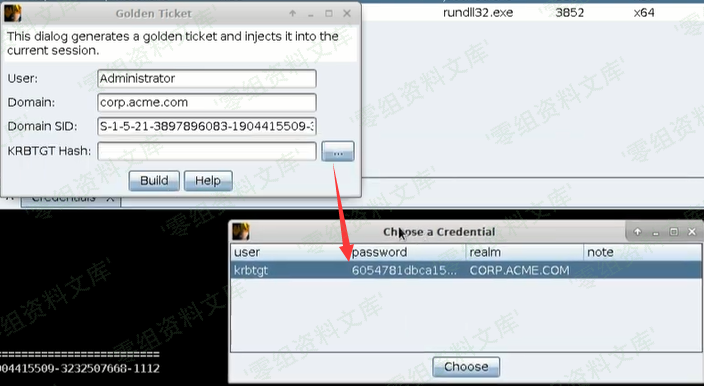 Golden Ticket
rundll32.exe 3852 x64
This dialog generates a golden ticket and injects it into the
current session.
User: Administrator
Domain: corp.acme.com
Domain SID: S-1-5-21-3897896083-1904415509-3
KRBTGT Hash: ...
Build Help
Credentials X
Choose a Credential
user password realm note
krbtgt 6054781dbca15... CORP.ACME.COM
=========================
904415509-3232507668-1112
Choose
'零组资料文库'